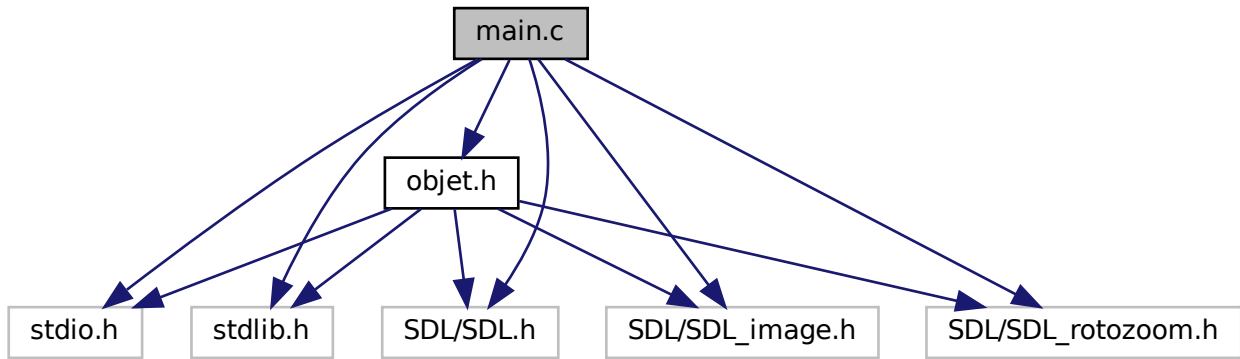 main.c
objet.h
stdio.h
stdlib.h
SDL/SDL.h
SDL/SDL_image.h
SDL/SDL_rotozoom.h